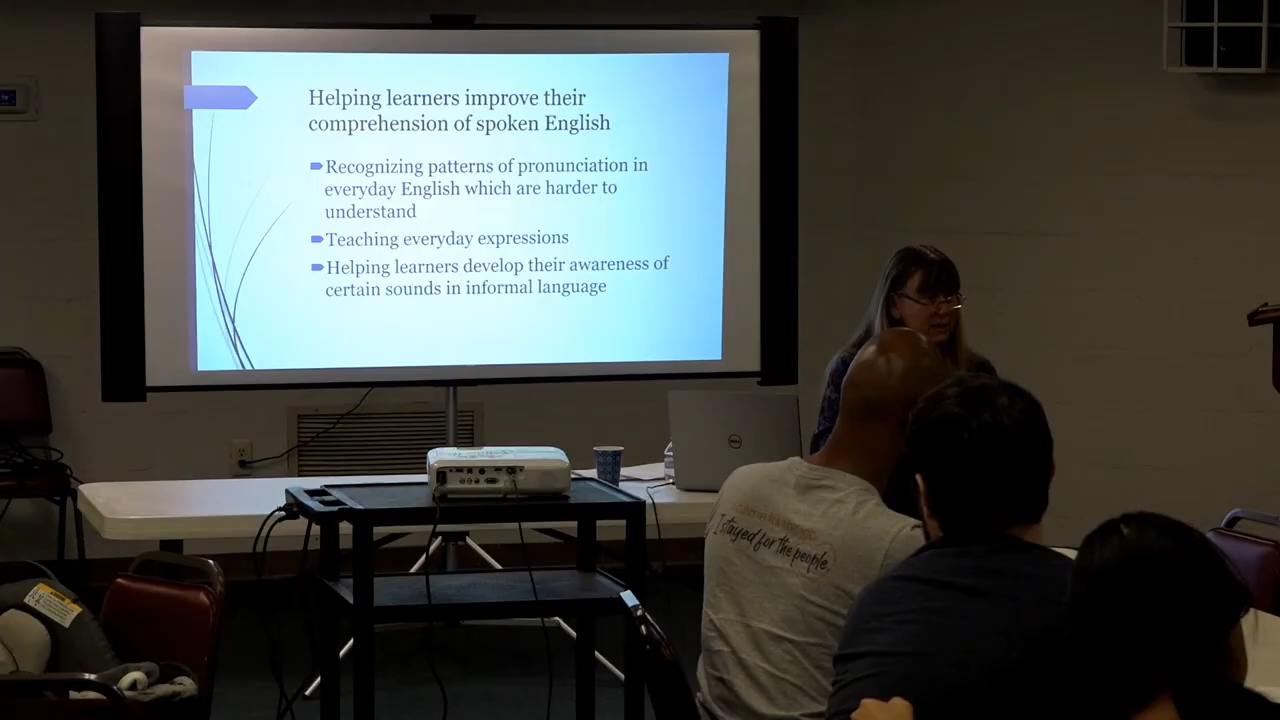 Helping learners improve their
comprehension of spoken English
Recognizing patterns of pronunciation in
everyday English which are harder to
understand
Teaching everyday expressions
Helping learners develop their awareness of
certain sounds in informal language
DELL
I stayed for the people.